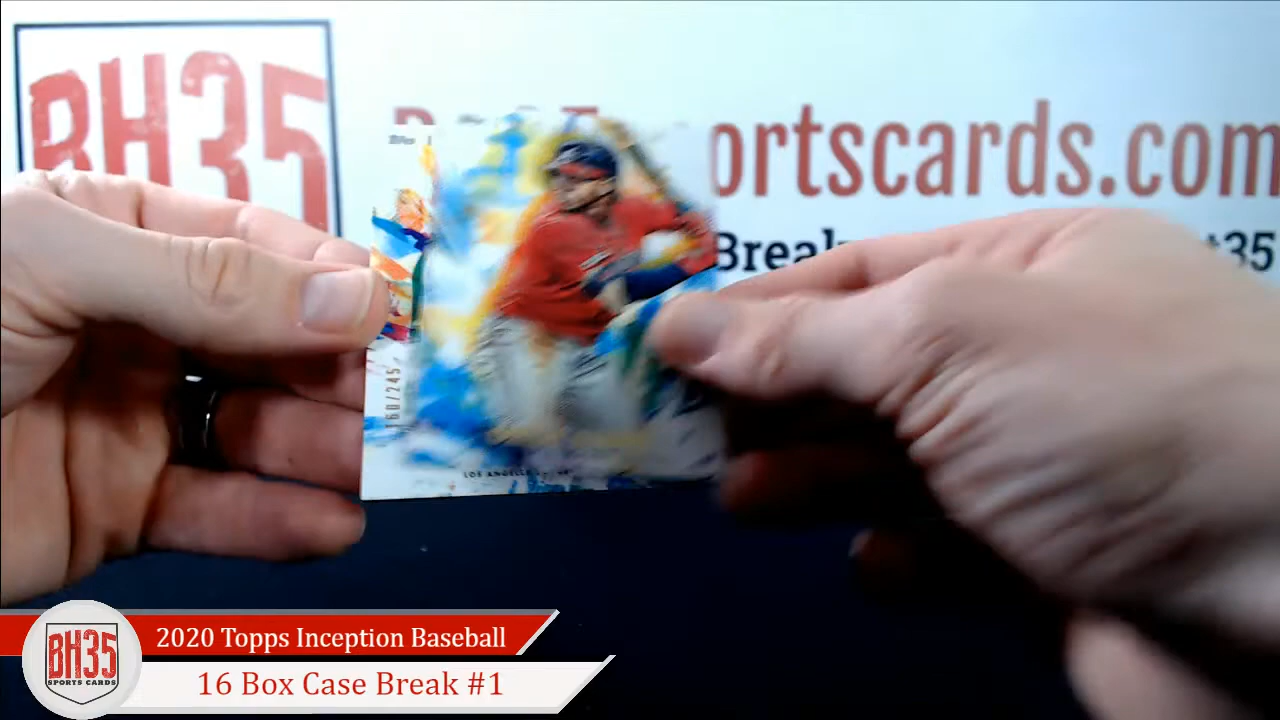 BH35
ortscards.com
Break
35
160/245
LOS ANGELES
BH35
SPORTS CARDS
2020 Topps Inception Baseball
16 Box Case Break #1